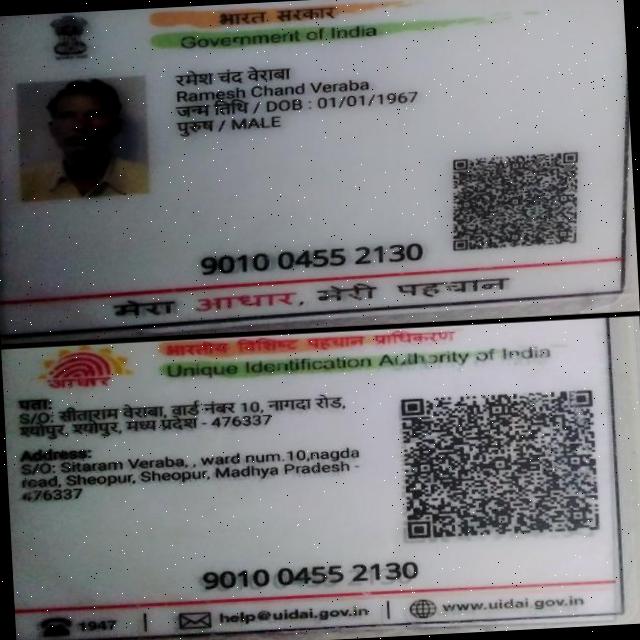 भारत सरकार
Government of India
रमेश चंद वेराबा
Ramesh Chand Veraba
जन्म तिथि / DOB : 01/01/1967
पुरुष / MALE
9010 0455 2130
मेरा आधार, मेरी पहचान
भारतीय विशिष्ट पहचान प्राधिकरण
Unique Identification Authority of India
आधार
पता:
S/O: सीताराम वेराबा, वार्ड नंबर 10, नागदा रोड,
श्योपुर, श्योपुर, मध्य प्रदेश - 476337
Address:
S/O: Sitaram Veraba, , ward num.10,nagda
road, Sheopur, Sheopur, Madhya Pradesh -
476337
9010 0455 2130
1947
help@uidai.gov.in
www.uidai.gov.in